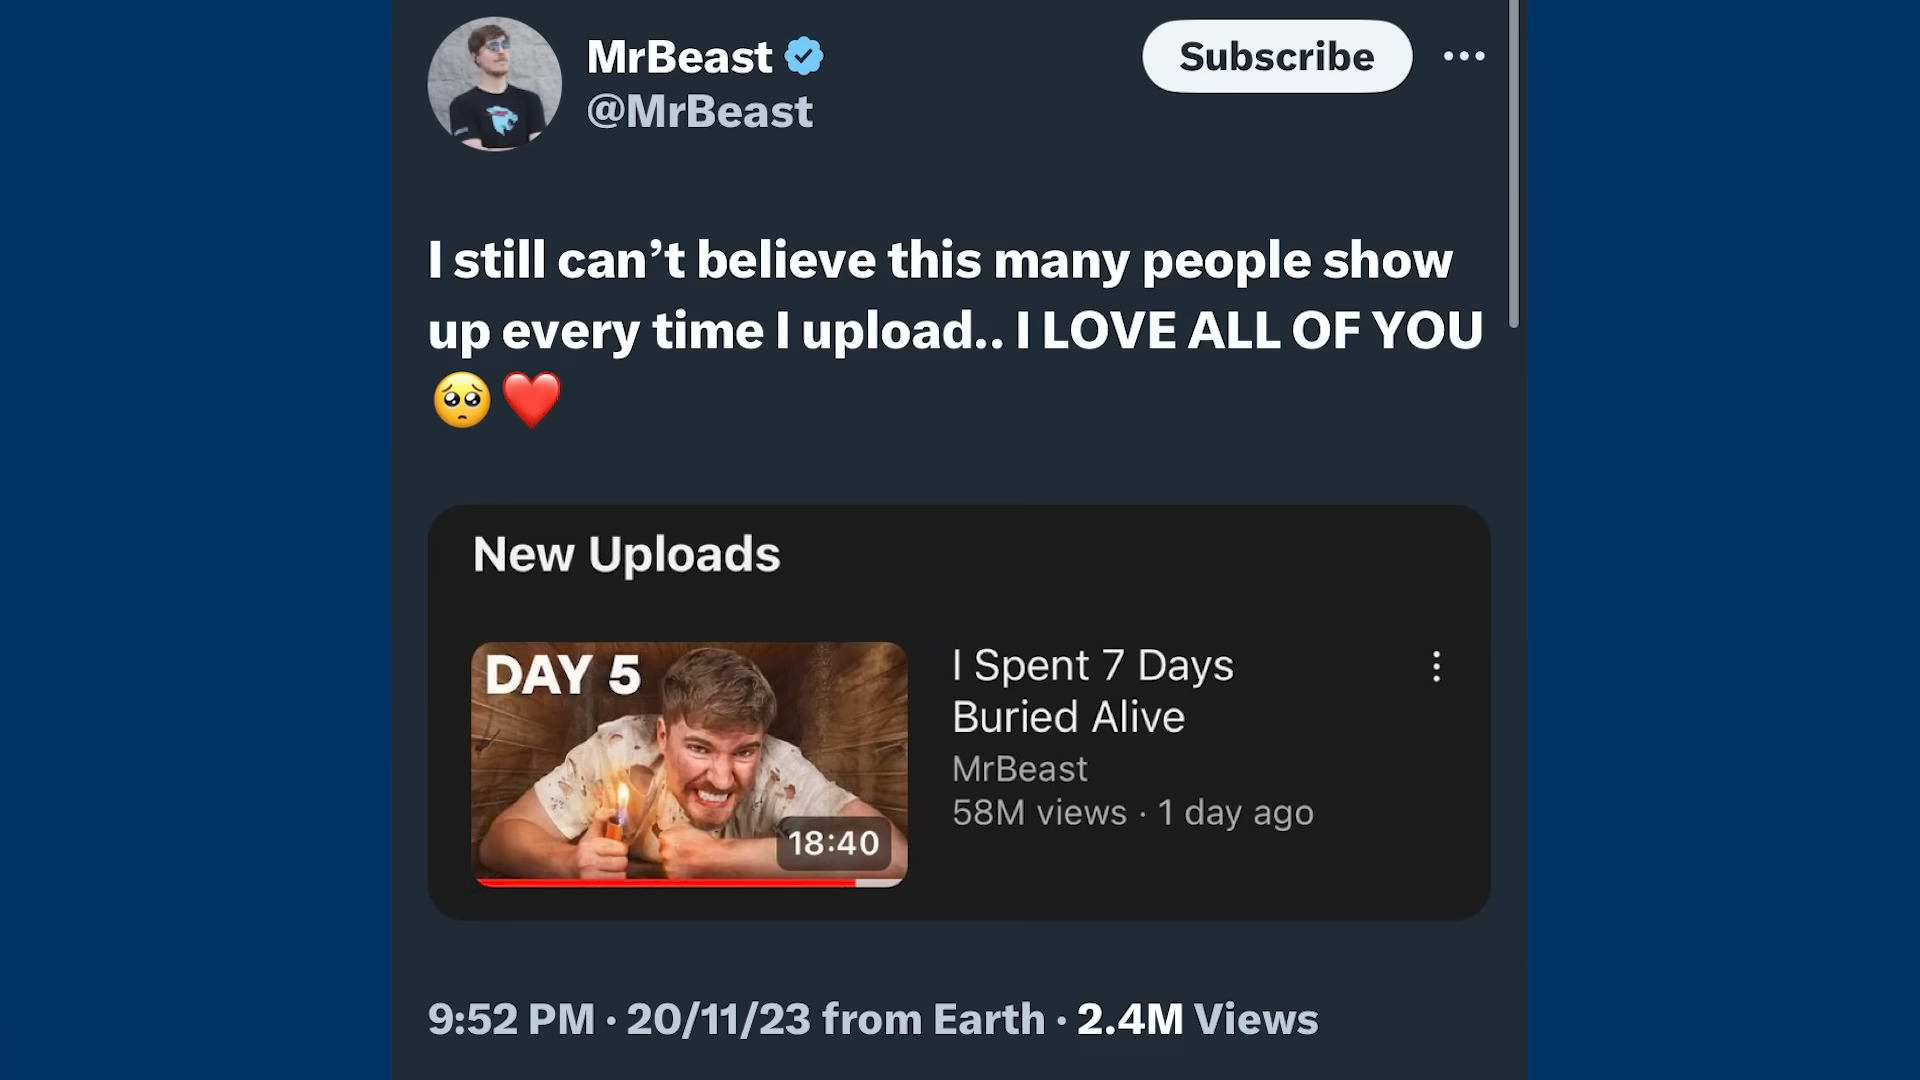 MrBeast
@MrBeast
Subscribe
I still can’t believe this many people show
up every time I upload.. I LOVE ALL OF YOU
🥺❤️
New Uploads
DAY 5
18:40
I Spent 7 Days
Buried Alive
MrBeast
58M views · 1 day ago
9:52 PM · 20/11/23 from Earth · 2.4M Views